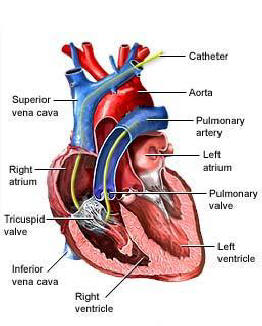 Catheter
Aorta
Superior
vena cava
Pulmonary
artery
Left
atrium
Right
atrium
Pulmonary
valve
Tricuspid
valve
Left
ventricle
Inferior
vena cava
Right
ventricle